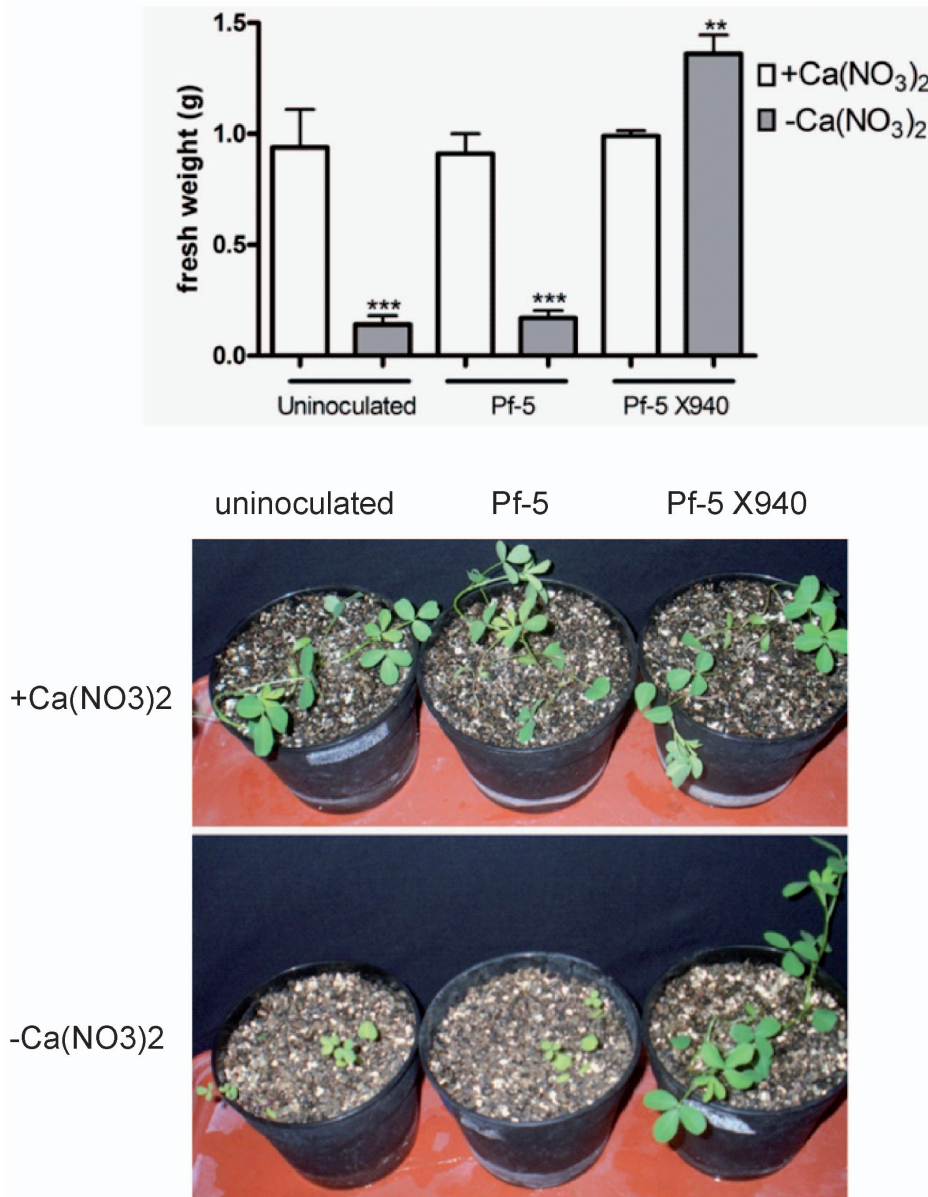 1.5
**
+Ca(NO3)2
-Ca(NO3)2
1.0
fresh weight (g)
0.5
***
***
0.0
Uninoculated
Pf-5
Pf-5 X940
uninoculated
Pf-5
Pf-5 X940
+Ca(NO3)2
-Ca(NO3)2